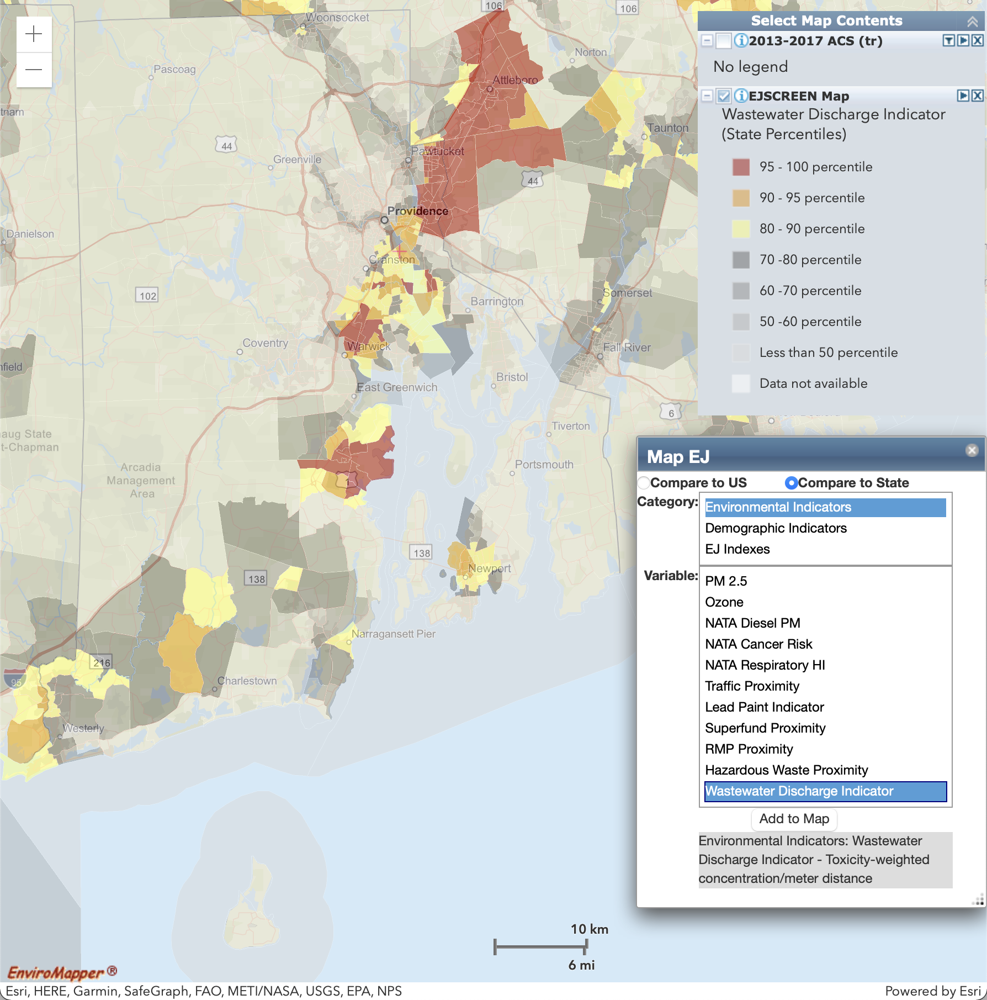 106
106
Woonsocket
Norton
Pascoag
Attleboro
tnam
Taunton
44
Greenville
Pawtucket
44
Providence
Danielson
Cranston
102
Somerset
Barrington
Coventry
Warwick
Fall River
nfield
Bristol
East Greenwich
6
Tiverton
aug State
t-Chapman
Portsmouth
Arcadia
Management
Area
1
138
Newport
138
Narragansett Pier
216
95
Charlestown
Westerly
Select Map Contents
2013-2017 ACS (tr)
No legend
EJSCREEN Map
Wastewater Discharge Indicator
(State Percentiles)
95 - 100 percentile
90 - 95 percentile
80 - 90 percentile
70 -80 percentile
60 -70 percentile
50 -60 percentile
Less than 50 percentile
Data not available
Map EJ
Compare to US
Compare to State
Category:
Environmental Indicators
Demographic Indicators
EJ Indexes
Variable:
PM 2.5
Ozone
NATA Diesel PM
NATA Cancer Risk
NATA Respiratory HI
Traffic Proximity
Lead Paint Indicator
Superfund Proximity
RMP Proximity
Hazardous Waste Proximity
Wastewater Discharge Indicator
Add to Map
Environmental Indicators: Wastewater
Discharge Indicator - Toxicity-weighted
concentration/meter distance
10 km
6 mi
EnviroMapper ®
Esri, HERE, Garmin, SafeGraph, FAO, METI/NASA, USGS, EPA, NPS
Powered by Esri